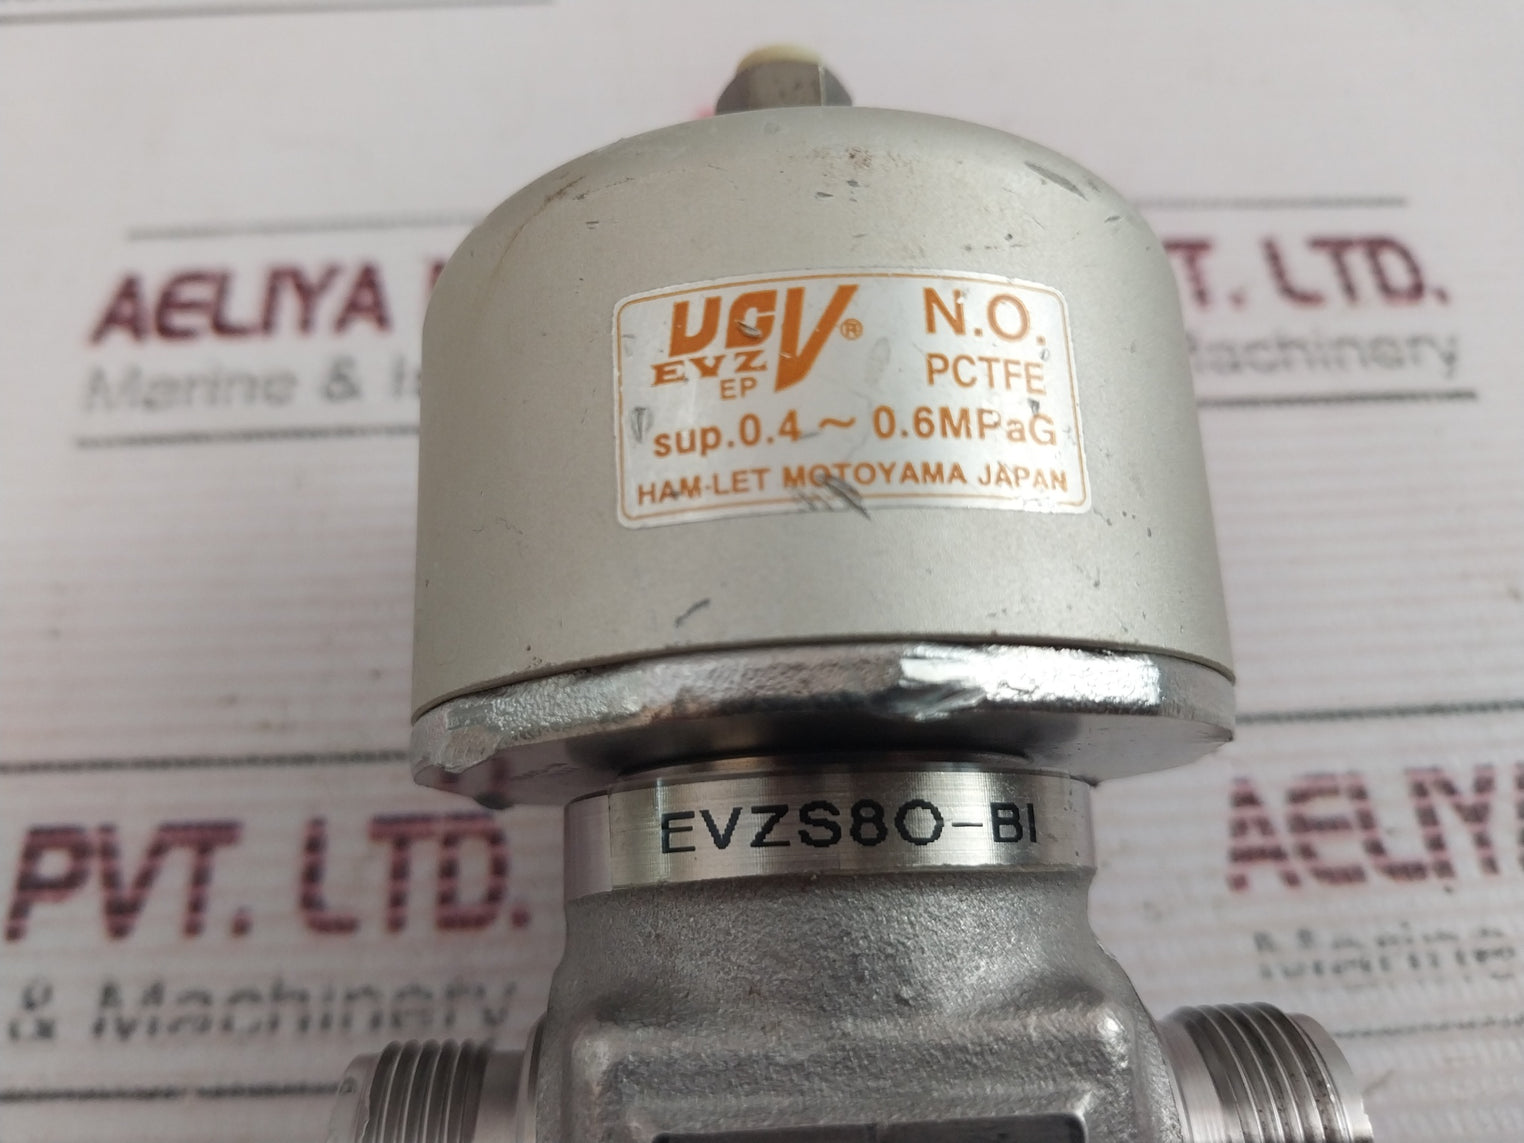 AELIYA
T. LTD.
Marine &
Machinery
UCV® N.O.
EVZ PCTFE
EP
sup.0.4 ~ 0.6MPaG
HAM-LET MOTOYAMA JAPAN
EVZS80-BI
PVT. LTD.
& Machinery
AELIY
Marine